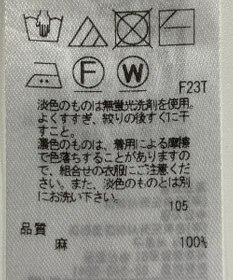 F W
F23T
淡色のものは無蛍光洗剤を使用。
よくすすぎ、絞りの後すぐに干
すこと。
濃色のものは、着用による摩擦
で色落ちすることがあります
ので、組合せの衣服にご注意くだ
さい。また、淡色のものとは別
にお洗い下さい。
105
品質
麻 100%